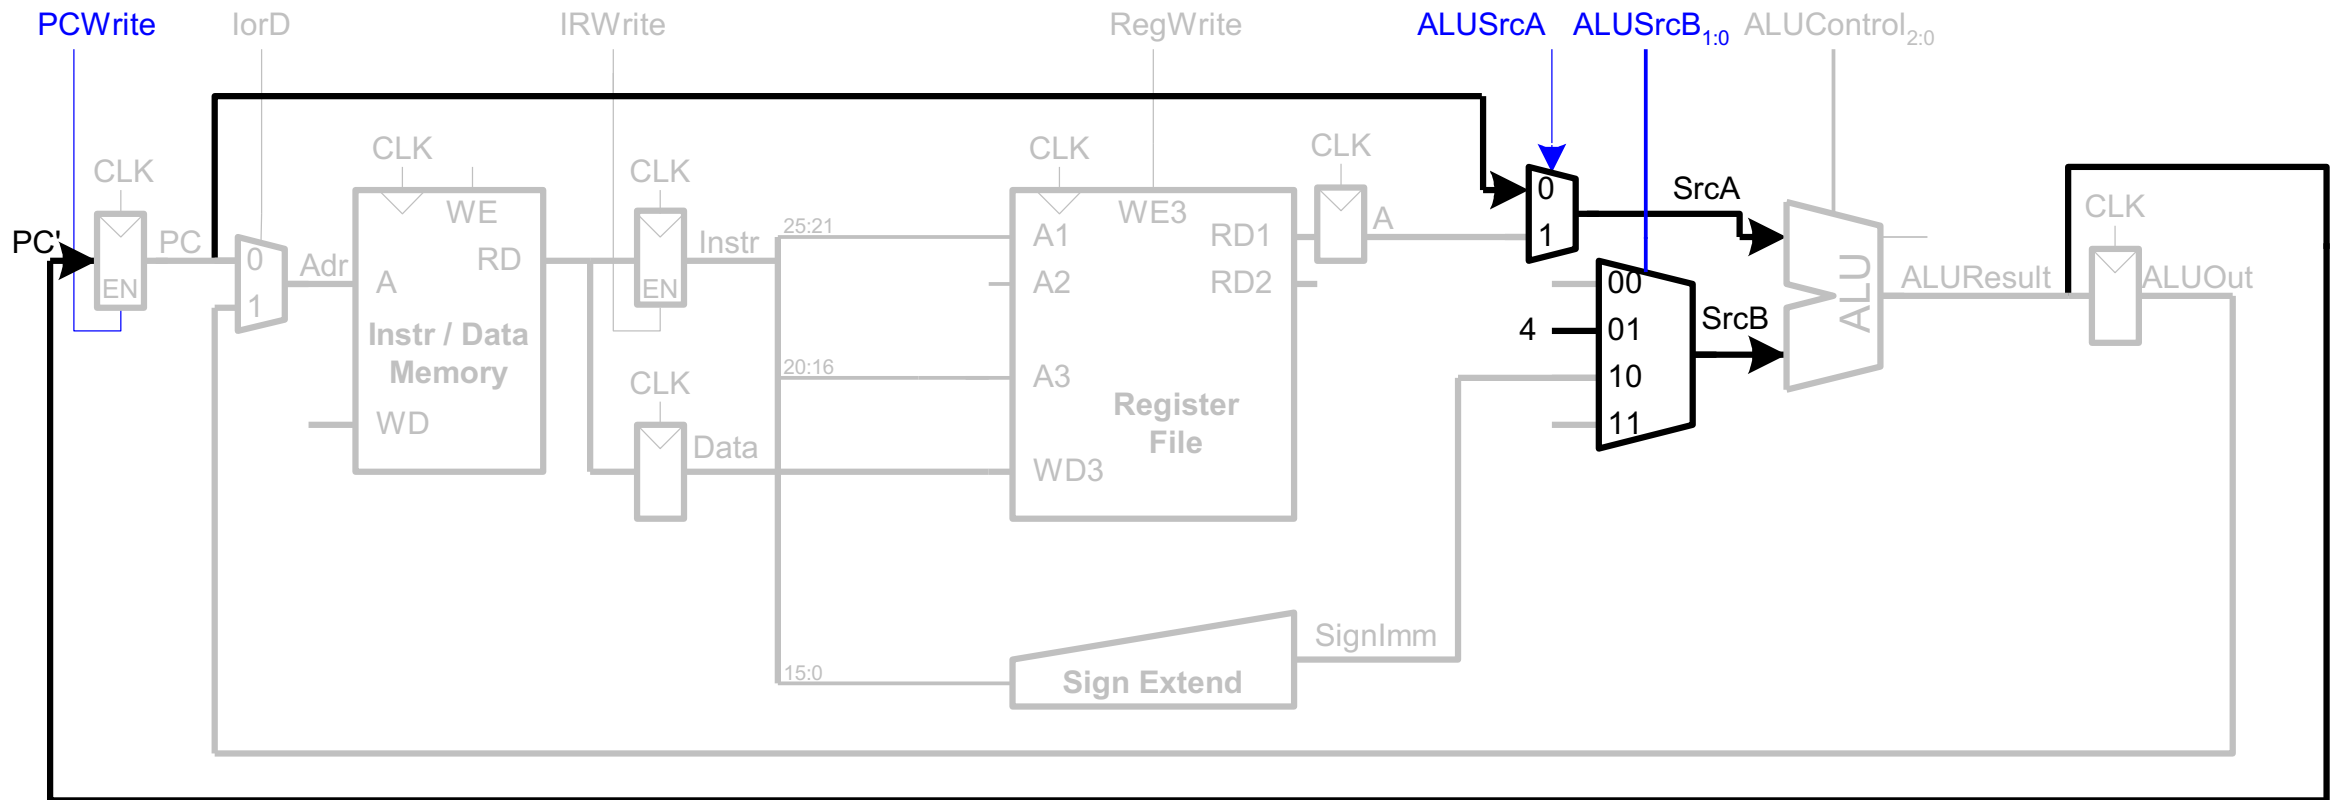 PCWrite IorD IRWrite RegWrite ALUSrcA ALUSrcB1:0 ALUControl2:0
CLK CLK CLK CLK CLK CLK
PC' PC EN
0 1 Adr
WE A RD
Instr / Data
Memory
WD
EN Instr
CLK
Data
25:21
20:16
15:0
WE3
A1 RD1
A2 RD2
A3
Register
File
WD3
A
0
1
SrcA
4
00
01
10
11
SrcB
ALU
ALUResult
CLK
ALUOut
SignImm
Sign Extend